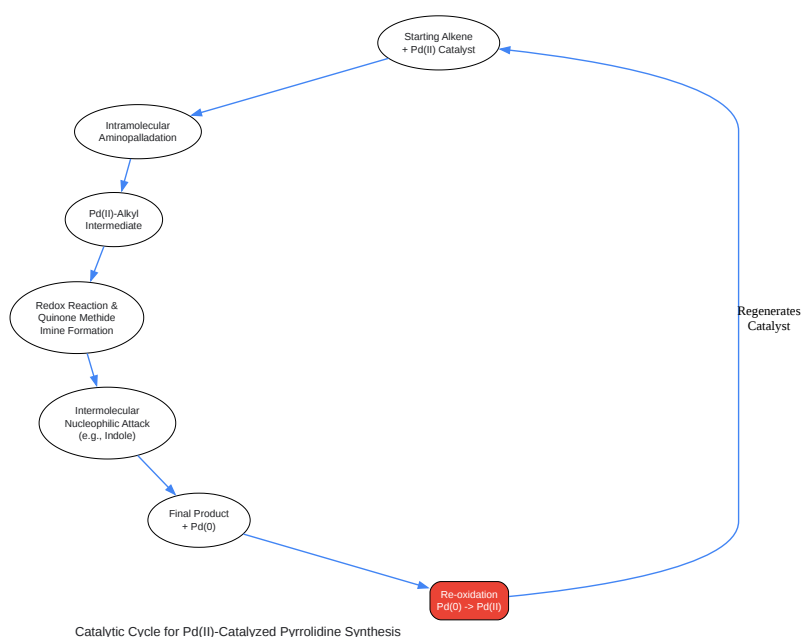 Starting Alkene
+ Pd(II) Catalyst
Intramolecular
Aminopalladation
Pd(II)-Alkyl
Intermediate
Redox Reaction &
Quinone Methide
Imine Formation
Intermolecular
Nucleophilic Attack
(e.g., Indole)
Final Product
+ Pd(0)
Re-oxidation
Pd(0) -> Pd(II)
Regenerates
Catalyst
Catalytic Cycle for Pd(II)-Catalyzed Pyrrolidine Synthesis